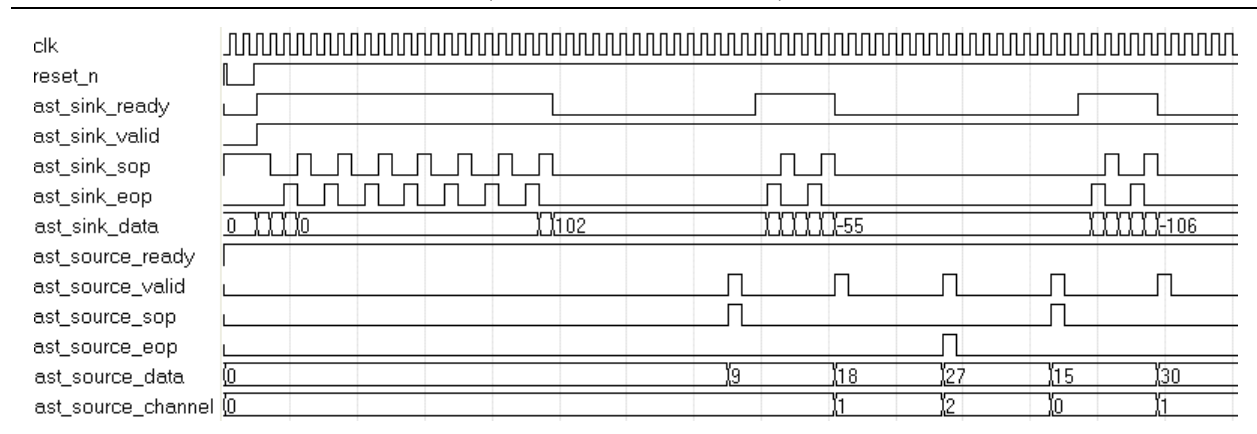 clk
reset_n
ast_sink_ready
ast_sink_valid
ast_sink_sop
ast_sink_eop
ast_sink_data 0 0 102 -55 -106
ast_source_ready
ast_source_valid
ast_source_sop
ast_source_eop
ast_source_data 0 9 18 27 15 30
ast_source_channel 0 1 2 0 1